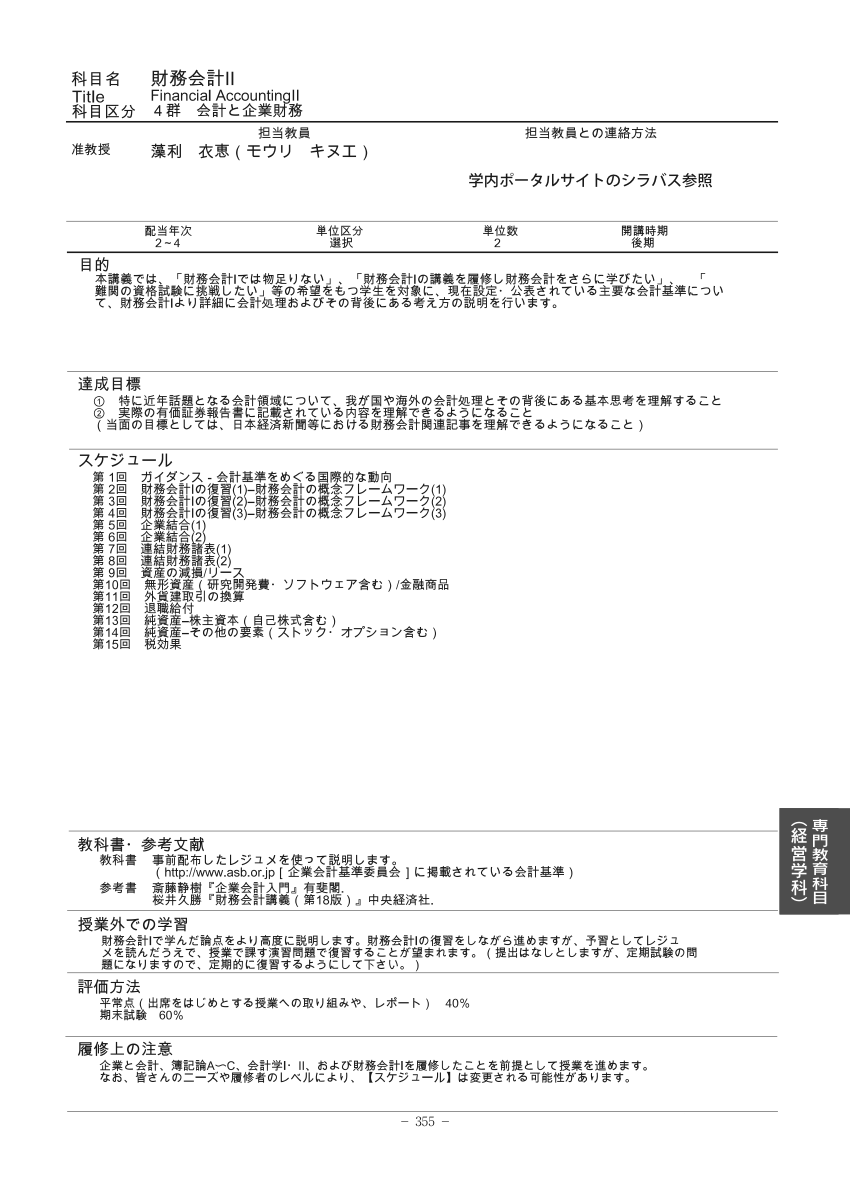 科目名　財務会計II
Title　Financial AccountingII
科目区分　４群　会計と企業財務
担当教員　担当教員との連絡方法
准教授　藻利　衣恵（モウリ　キヌエ）
学内ポータルサイトのシラバス参照
配当年次　単位区分　単位数　開講時期
2～4　選択　2　後期
目的
本講義では、「財務会計Iでは物足りない」、「財務会計Iの講義を履修し財務会計をさらに学びたい」、　「
難関の資格試験に挑戦したい」等の希望をもつ学生を対象に、現在設定・公表されている主要な会計基準につい
て、財務会計Iより詳細に会計処理およびその背後にある考え方の説明を行います。
達成目標
①　特に近年話題となる会計領域について、我が国や海外の会計処理とその背後にある基本思考を理解すること
②　実際の有価証券報告書に記載されている内容を理解できるようになること
（当面の目標としては、日本経済新聞等における財務会計関連記事を理解できるようになること）
スケジュール
第 1回　ガイダンス - 会計基準をめぐる国際的な動向
第 2回　財務会計Iの復習(1)–財務会計の概念フレームワーク(1)
第 3回　財務会計Iの復習(2)–財務会計の概念フレームワーク(2)
第 4回　財務会計Iの復習(3)–財務会計の概念フレームワーク(3)
第 5回　企業結合(1)
第 6回　企業結合(2)
第 7回　連結財務諸表(1)
第 8回　連結財務諸表(2)
第 9回　資産の減損/リース
第10回　無形資産（研究開発費・ソフトウェア含む）/金融商品
第11回　外貨建取引の換算
第12回　退職給付
第13回　純資産–株主資本（自己株式含む）
第14回　純資産–その他の要素（ストック・オプション含む）
第15回　税効果
教科書・参考文献
教科書　事前配布したレジュメを使って説明します。
（http://www.asb.or.jp [ 企業会計基準委員会 ] に掲載されている会計基準）
参考書　斎藤静樹『企業会計入門』有斐閣.
桜井久勝『財務会計講義（第18版）』中央経済社.
授業外での学習
財務会計Iで学んだ論点をより高度に説明します。財務会計Iの復習をしながら進めますが、予習としてレジュ
メを読んだうえで、授業で課す演習問題で復習することが望まれます。（提出はなしとしますが、定期試験の問
題になりますので、定期的に復習するようにして下さい。）
評価方法
平常点（出席をはじめとする授業への取り組みや、レポート）　40%
期末試験　60%
履修上の注意
企業と会計、簿記論A〜C、会計学I・II、および財務会計Iを履修したことを前提として授業を進めます。
なお、皆さんのニーズや履修者のレベルにより、【スケジュール】は変更される可能性があります。
専門教育科目
（経営学科）
– 355 –